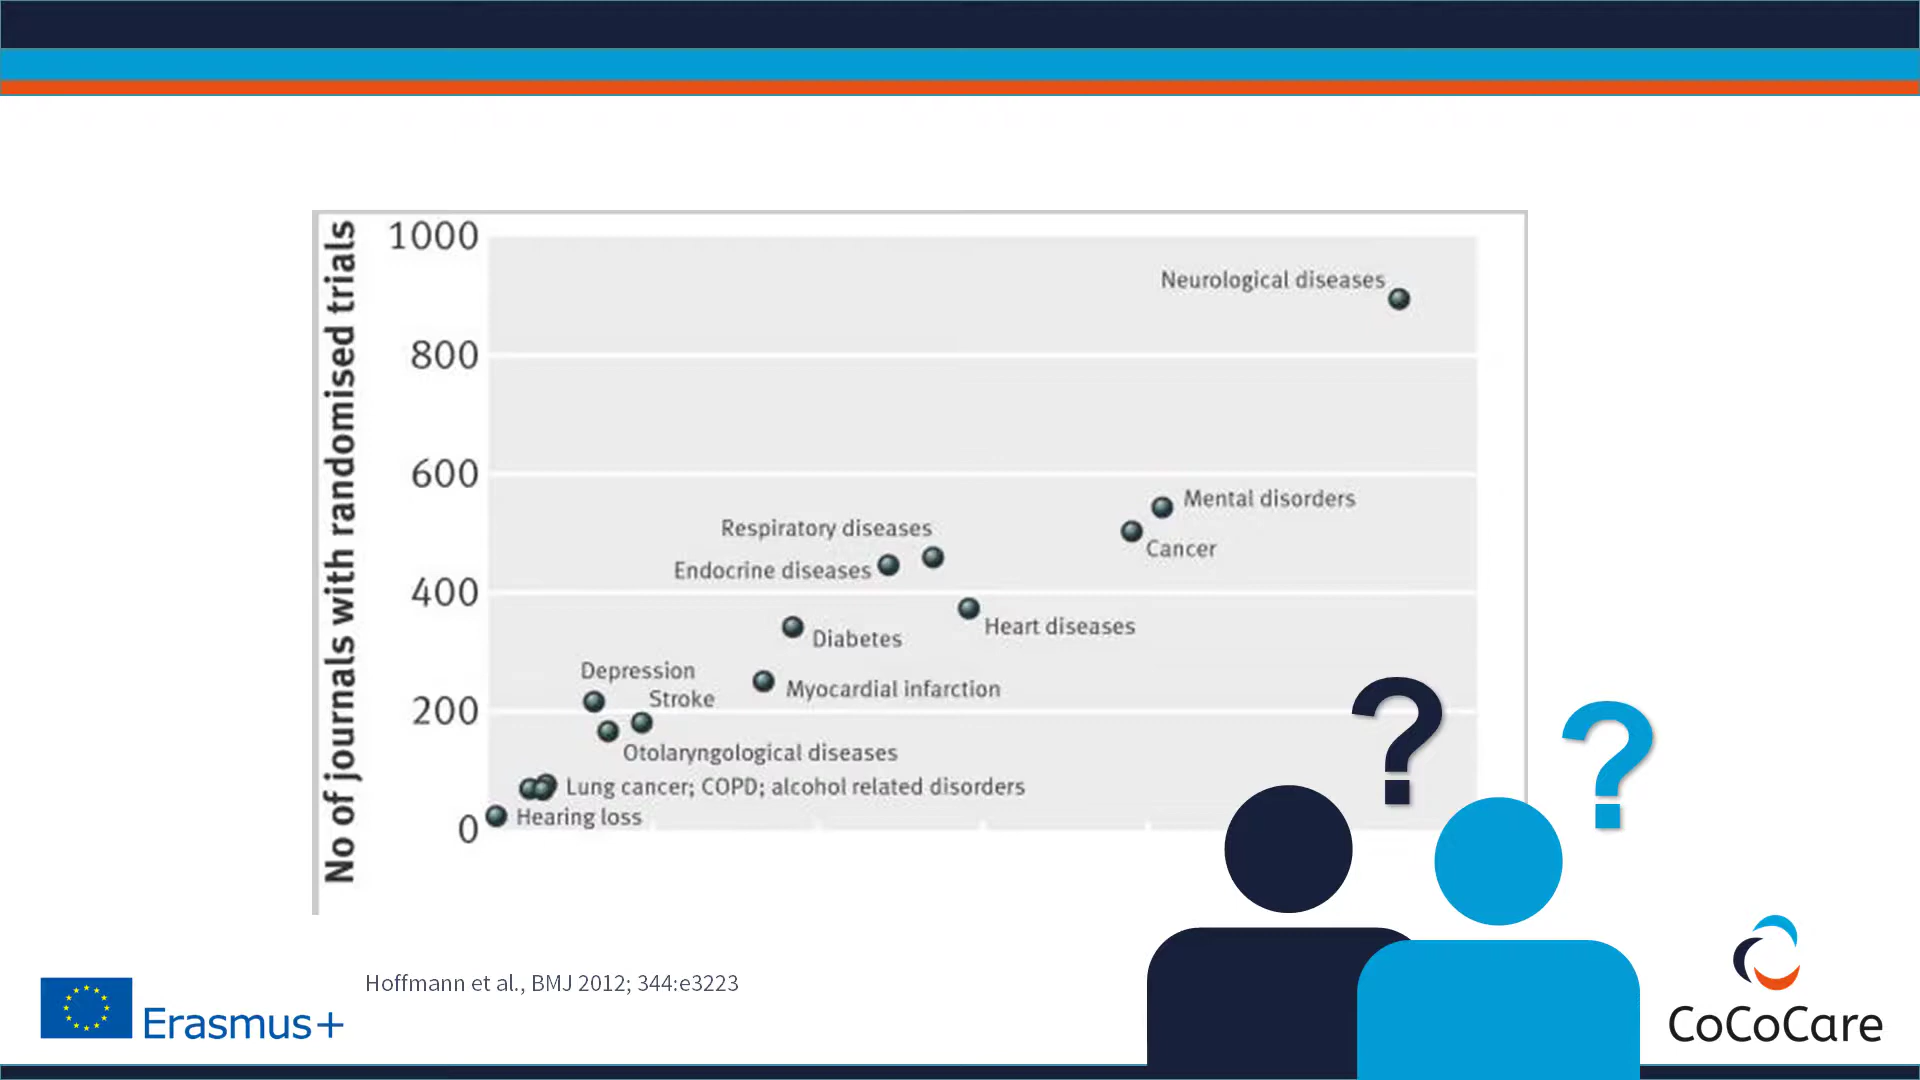 No of journals with randomised trials
1000
800
600
400
200
0
Neurological diseases
Mental disorders
Cancer
Respiratory diseases
Endocrine diseases
Heart diseases
Diabetes
Myocardial infarction
Depression
Stroke
Otolaryngological diseases
Lung cancer; COPD; alcohol related disorders
Hearing loss
?
?
Hoffmann et al., BMJ 2012; 344:e3223
Erasmus+
CoCoCare